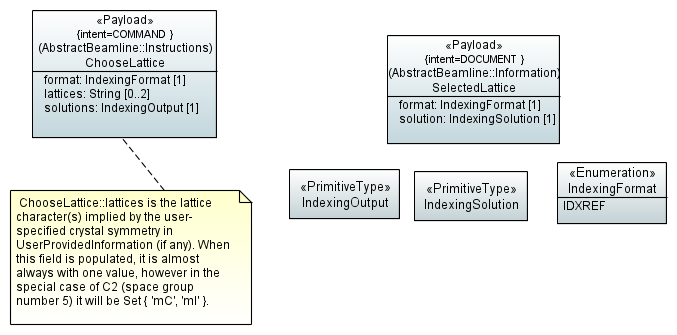 «Payload»
{intent=COMMAND }
(AbstractBeamline::Instructions)
ChooseLattice
format: IndexingFormat [1]
lattices: String [0..2]
solutions: IndexingOutput [1]
«Payload»
{intent=DOCUMENT }
(AbstractBeamline::Information)
SelectedLattice
format: IndexingFormat [1]
solution: IndexingSolution [1]
«PrimitiveType»
IndexingOutput
«PrimitiveType»
IndexingSolution
«Enumeration»
IndexingFormat
IDXREF
ChooseLattice::lattices is the lattice
character(s) implied by the user-
specified crystal symmetry in
UserProvidedInformation (if any). When
this field is populated, it is almost
always with one value, however in the
special case of C2 (space group
number 5) it will be Set { 'mC', 'mI' }.